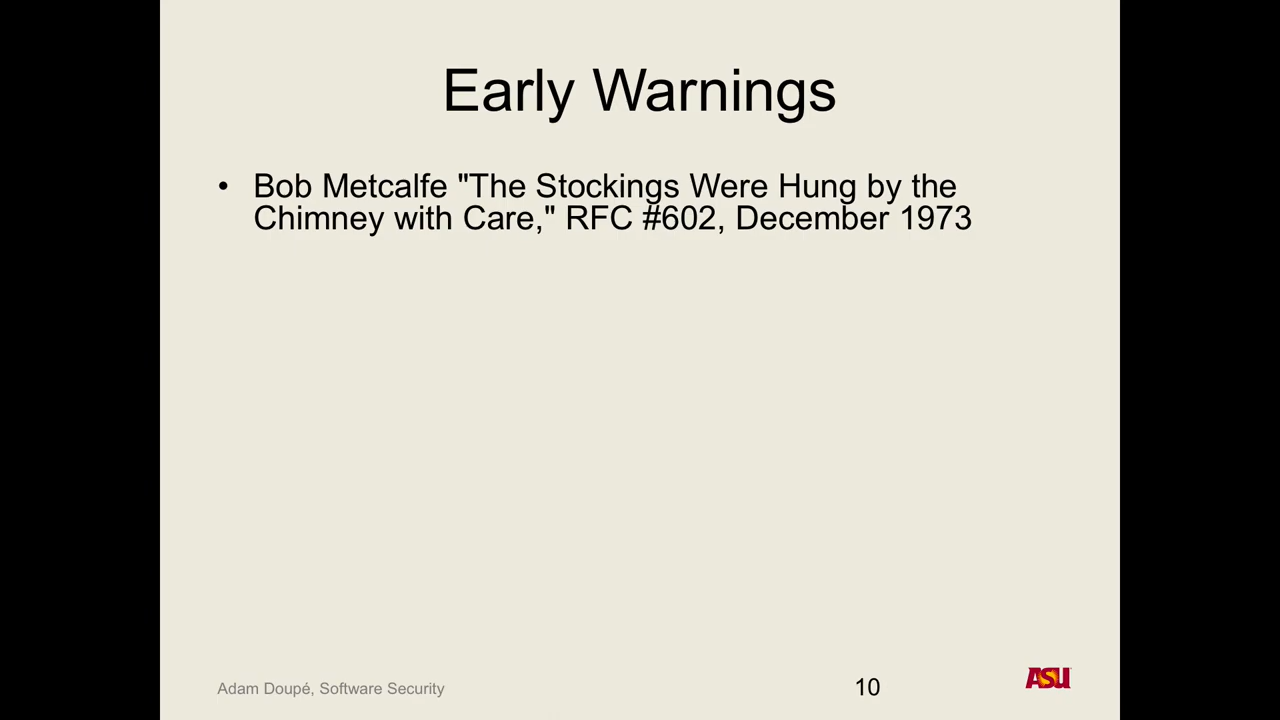 Early Warnings
• Bob Metcalfe "The Stockings Were Hung by the
Chimney with Care," RFC #602, December 1973
Adam Doupé, Software Security
10
ASU